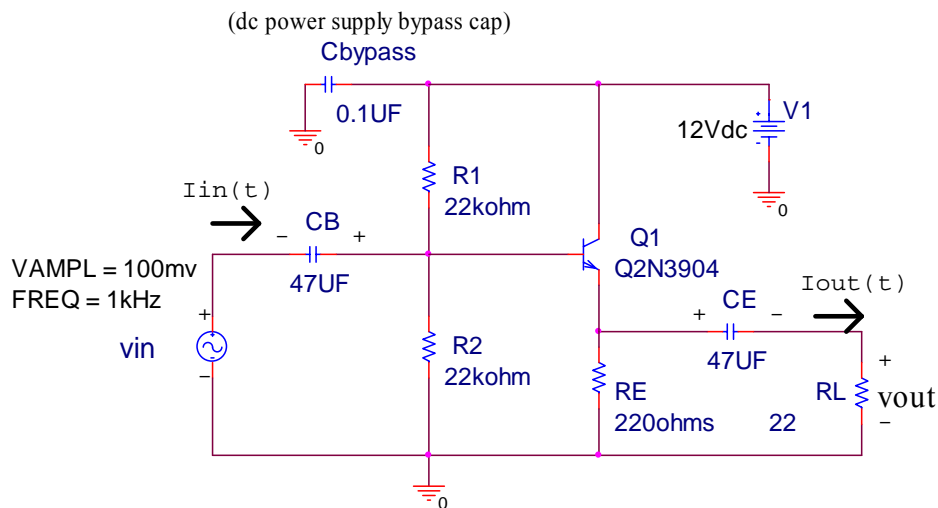 (dc power supply bypass cap)
Cbypass
0.1UF
0
V1
12Vdc
+
-
0
R1
22kohm
Iin(t)
CB
- +
47UF
Q1
Q2N3904
VAMPL = 100mv
FREQ = 1kHz
vin
+
-
CE
+ -
47UF
Iout(t)
R2
22kohm
RE
220ohms
RL
22
+
vout
-
0